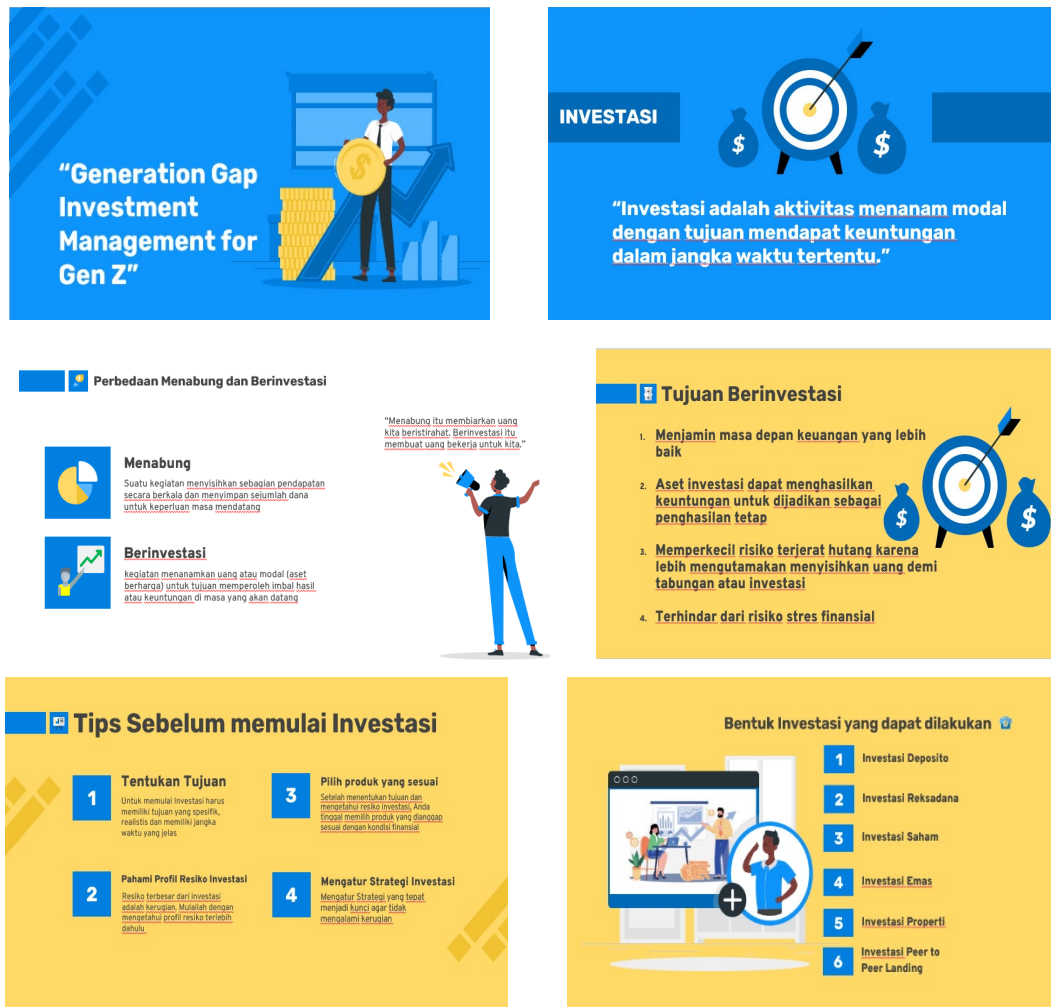 “Generation Gap
Investment
Management for
Gen Z”
INVESTASI
$
$
“Investasi adalah aktivitas menanam modal
dengan tujuan mendapat keuntungan
dalam jangka waktu tertentu.”
Perbedaan Menabung dan Berinvestasi
“Menabung itu membiarkan uang
kita beristirahat. Berinvestasi itu
membuat uang bekerja untuk kita.”
Menabung
Suatu kegiatan menyisihkan sebagian pendapatan
secara berkala dan menyimpan sejumlah dana
untuk keperluan masa mendatang
Berinvestasi
kegiatan menanamkan uang atau modal (aset
berharga) untuk tujuan memperoleh imbal hasil
atau keuntungan di masa yang akan datang
Tujuan Berinvestasi
1. Menjamin masa depan keuangan yang lebih
baik
2. Aset investasi dapat menghasilkan
keuntungan untuk dijadikan sebagai
penghasilan tetap
3. Memperkecil risiko terjerat hutang karena
lebih mengutamakan menyisihkan uang demi
tabungan atau investasi
4. Terhindar dari risiko stres finansial
$
$
Tips Sebelum memulai Investasi
1
Tentukan Tujuan
Untuk memulai Investasi harus
memiliki tujuan yang spesifik,
realistis dan memiliki jangka
waktu yang jelas
2
Pahami Profil Resiko Investasi
Resiko terbesar dari investasi
adalah kerugian. Mulailah dengan
mengetahui profil resiko terlebih
dahulu
3
Pilih produk yang sesuai
Setelah menentukan tujuan dan
mengetahui resiko investasi, Anda
tinggal memilih produk yang dianggap
sesuai dengan kondisi finansial
4
Mengatur Strategi Investasi
Mengatur Strategi yang tepat
menjadi kunci agar tidak
mengalami kerugian
Bentuk Investasi yang dapat dilakukan
1 Investasi Deposito
2 Investasi Reksadana
3 Investasi Saham
4 Investasi Emas
5 Investasi Properti
6 Investasi Peer to
Peer Landing